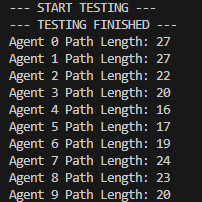 --- START TESTING ---
--- TESTING FINISHED ---
Agent 0 Path Length: 27
Agent 1 Path Length: 27
Agent 2 Path Length: 22
Agent 3 Path Length: 20
Agent 4 Path Length: 16
Agent 5 Path Length: 17
Agent 6 Path Length: 19
Agent 7 Path Length: 24
Agent 8 Path Length: 23
Agent 9 Path Length: 20